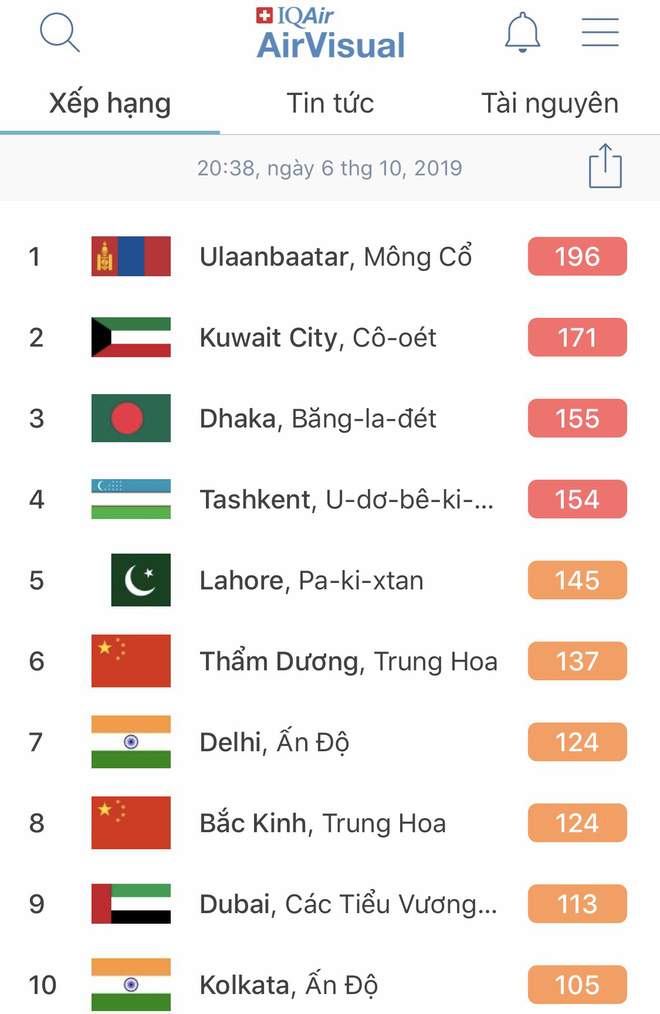 IQAir
AirVisual
Xếp hạng Tin tức Tài nguyên
20:38, ngày 6 thg 10, 2019
1 Ulaanbaatar, Mông Cổ 196
2 Kuwait City, Cô-oét 171
3 Dhaka, Băng-la-đét 155
4 Tashkent, U-dơ-bê-ki-... 154
5 Lahore, Pa-ki-xtan 145
6 Thẩm Dương, Trung Hoa 137
7 Delhi, Ấn Độ 124
8 Bắc Kinh, Trung Hoa 124
9 Dubai, Các Tiểu Vương... 113
10 Kolkata, Ấn Độ 105